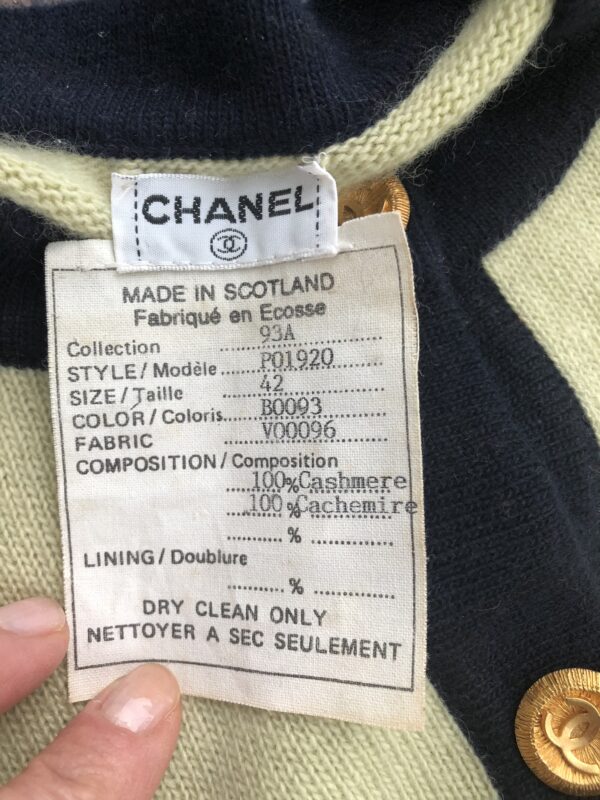 CHANEL
MADE IN SCOTLAND
Fabriqué en Ecosse
Collection 93A
STYLE/Modèle P01920
SIZE/Taille 42
COLOR/Coloris B0093
FABRIC V00096
COMPOSITION/Composition
100%Cashmere
100%Cachemire
%
LINING/Doublure
%
DRY CLEAN ONLY
NETTOYER A SEC SEULEMENT